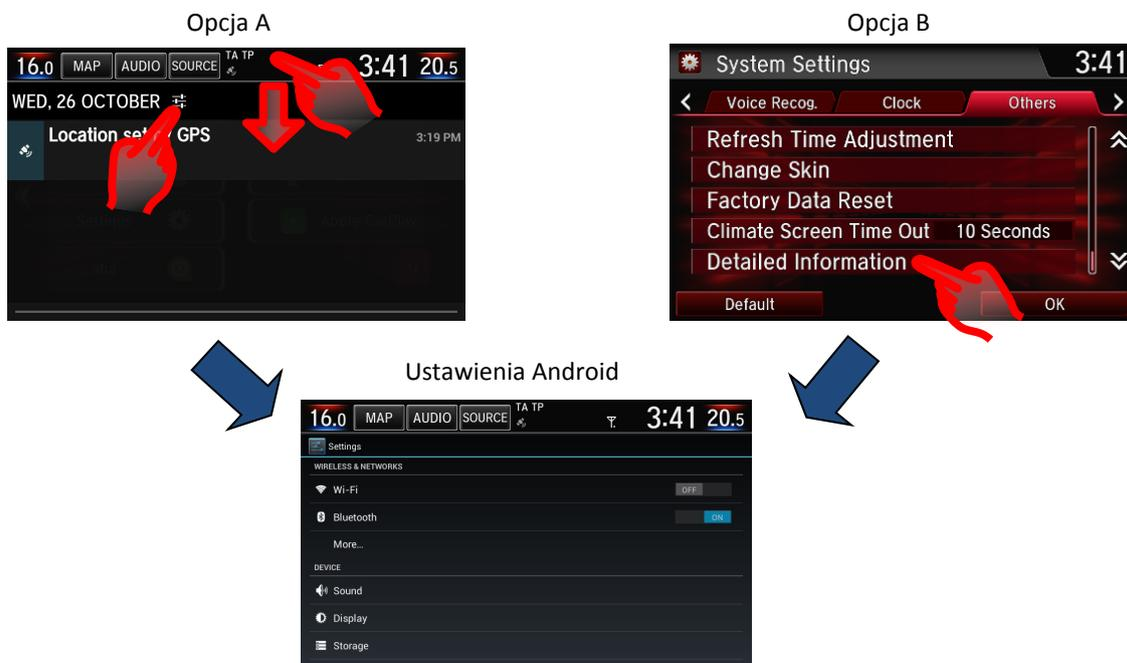 Opcja A
16.0 MAP AUDIO SOURCE TA TP 3:41 20.5
WED, 26 OCTOBER
Location set GPS
3:19 PM
Settings Apple CarPlay
Opcja B
System Settings 3:41
Voice Recog. Clock Others
Refresh Time Adjustment
Change Skin
Factory Data Reset
Climate Screen Time Out 10 Seconds
Detailed Information
Default OK
Ustawienia Android
16.0 MAP AUDIO SOURCE TA TP 3:41 20.5
Settings
WIRELESS & NETWORKS
Wi-Fi OFF
Bluetooth ON
More...
DEVICE
Sound
Display
Storage